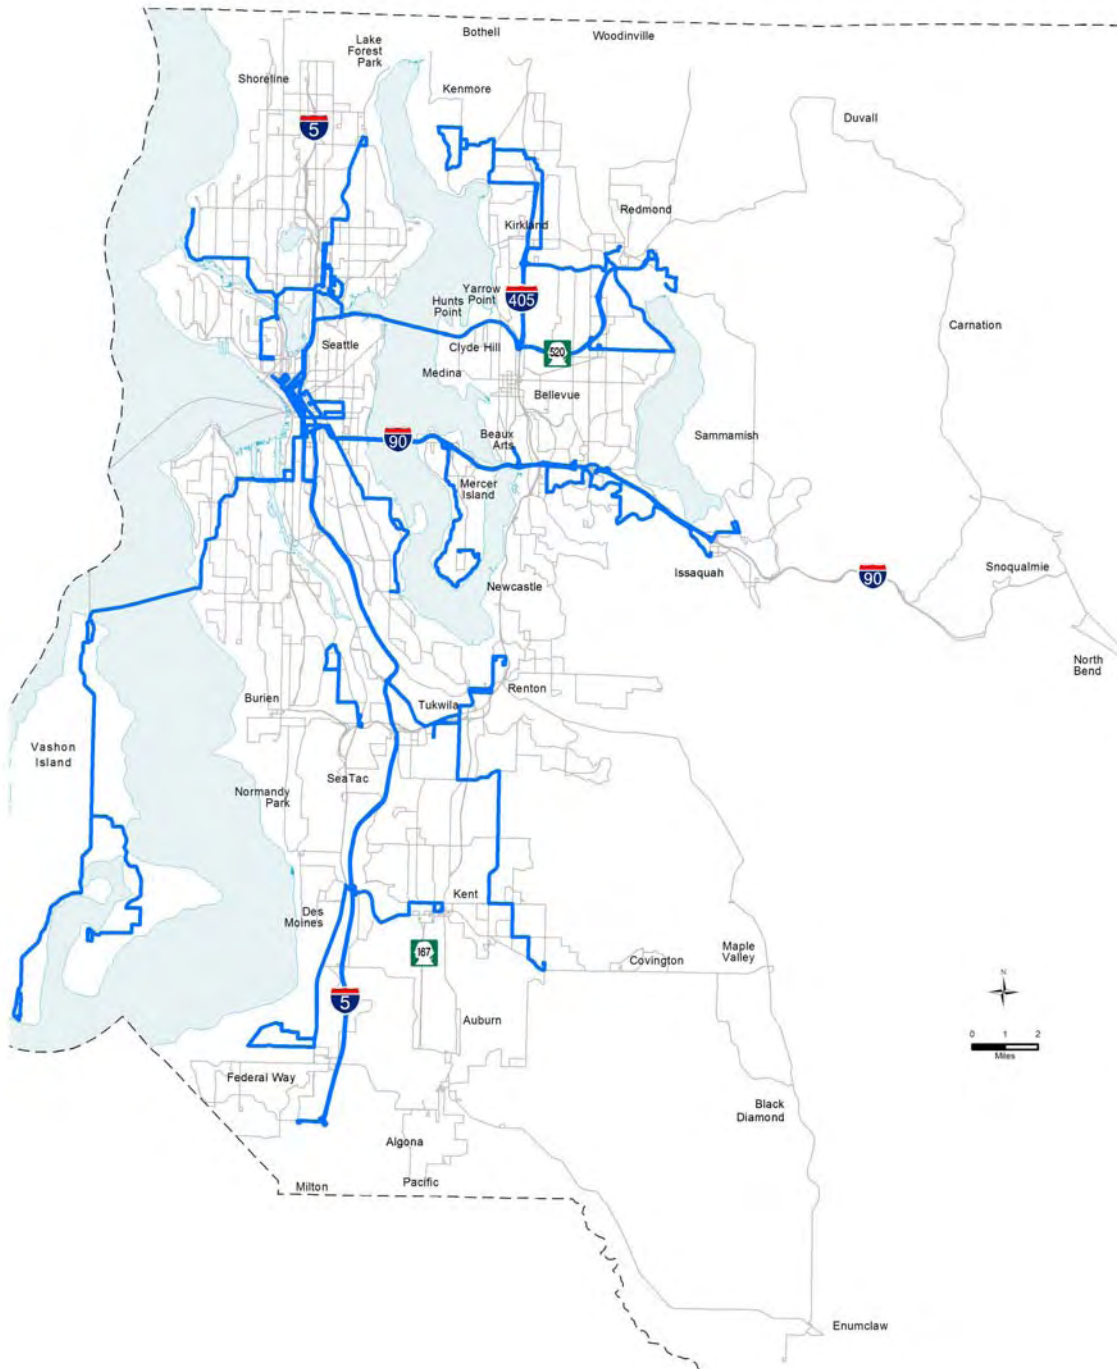 Bothell
Woodinville
Lake
Forest
Park
Shoreline
Kenmore
Duvall
5
Redmond
Kirkland
Yarrow
Point
Hunts
Point
405
Carnation
Seattle
Clyde Hill
520
Medina
Bellevue
Beaux
Arts
90
Sammamish
Mercer
Island
Issaquah
Snoqualmie
90
Newcastle
North
Bend
Renton
Burien
Tukwila
Vashon
Island
SeaTac
Normandy
Park
Kent
Des
Moines
167
Covington
Maple
Valley
N
5
Auburn
0 1 2
Miles
Federal Way
Black
Diamond
Algona
Pacific
Milton
Enumclaw